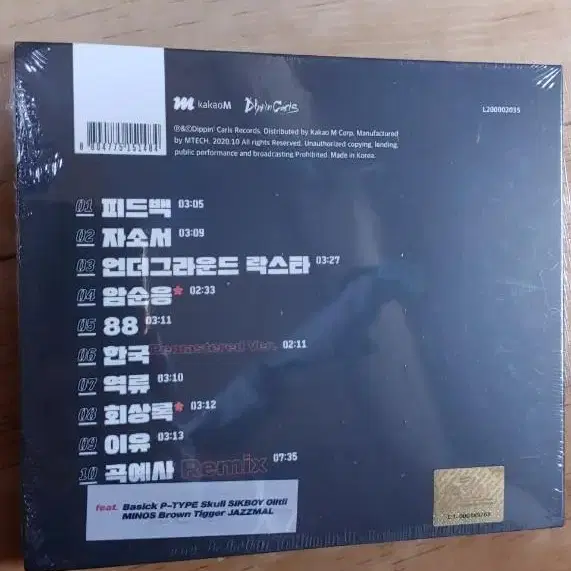 kakaoM Dippin' Carls
L200002035
℗&ⒸDippin' Carls Records, Distributed by Kakao M Corp, Manufactured
by MTECH, 2020.10 All rights Reserved. Unauthorized copying, lending,
public performance and broadcasting Prohibited. Made in Korea.
8 804775 151484
01 피드백 03:05
02 자소서 03:09
03 언더그라운드 락스타 03:27
04 암순응* 02:33
05 88 03:11
06 한국 Remastered Ver. 02:11
07 역류 03:10
08 회상록* 03:12
09 이유 03:13
10 곡예사 Remix 07:35
feat. Basick P-TYPE Skull SIKBOY Olltii
MINOS Brown Tigger JAZZMAL